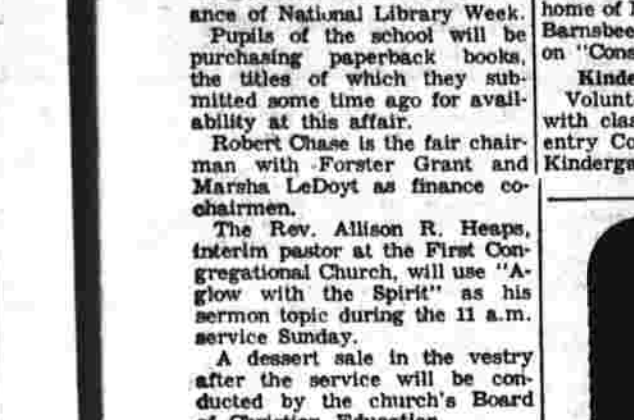 ance of National Library Week.
Pupils of the school will be
purchasing paperback books,
the titles of which they sub-
mitted some time ago for avail-
ability at this affair.
Robert Chase is the fair chair-
man with Forster Grant and
Marsha LeDoyt as finance co-
chairmen.
The Rev. Allison R. Heaps,
interim pastor at the First Con-
gregational Church, will use "A-
glow with the Spirit" as his
sermon topic during the 11 a.m.
service Sunday.
A dessert sale in the vestry
after the service will be con-
ducted by the church's Board
of Christian Education.
home of
Barnsbee
on "Cons
Kinde
Volunt
with clas
entry Co
Kinderga